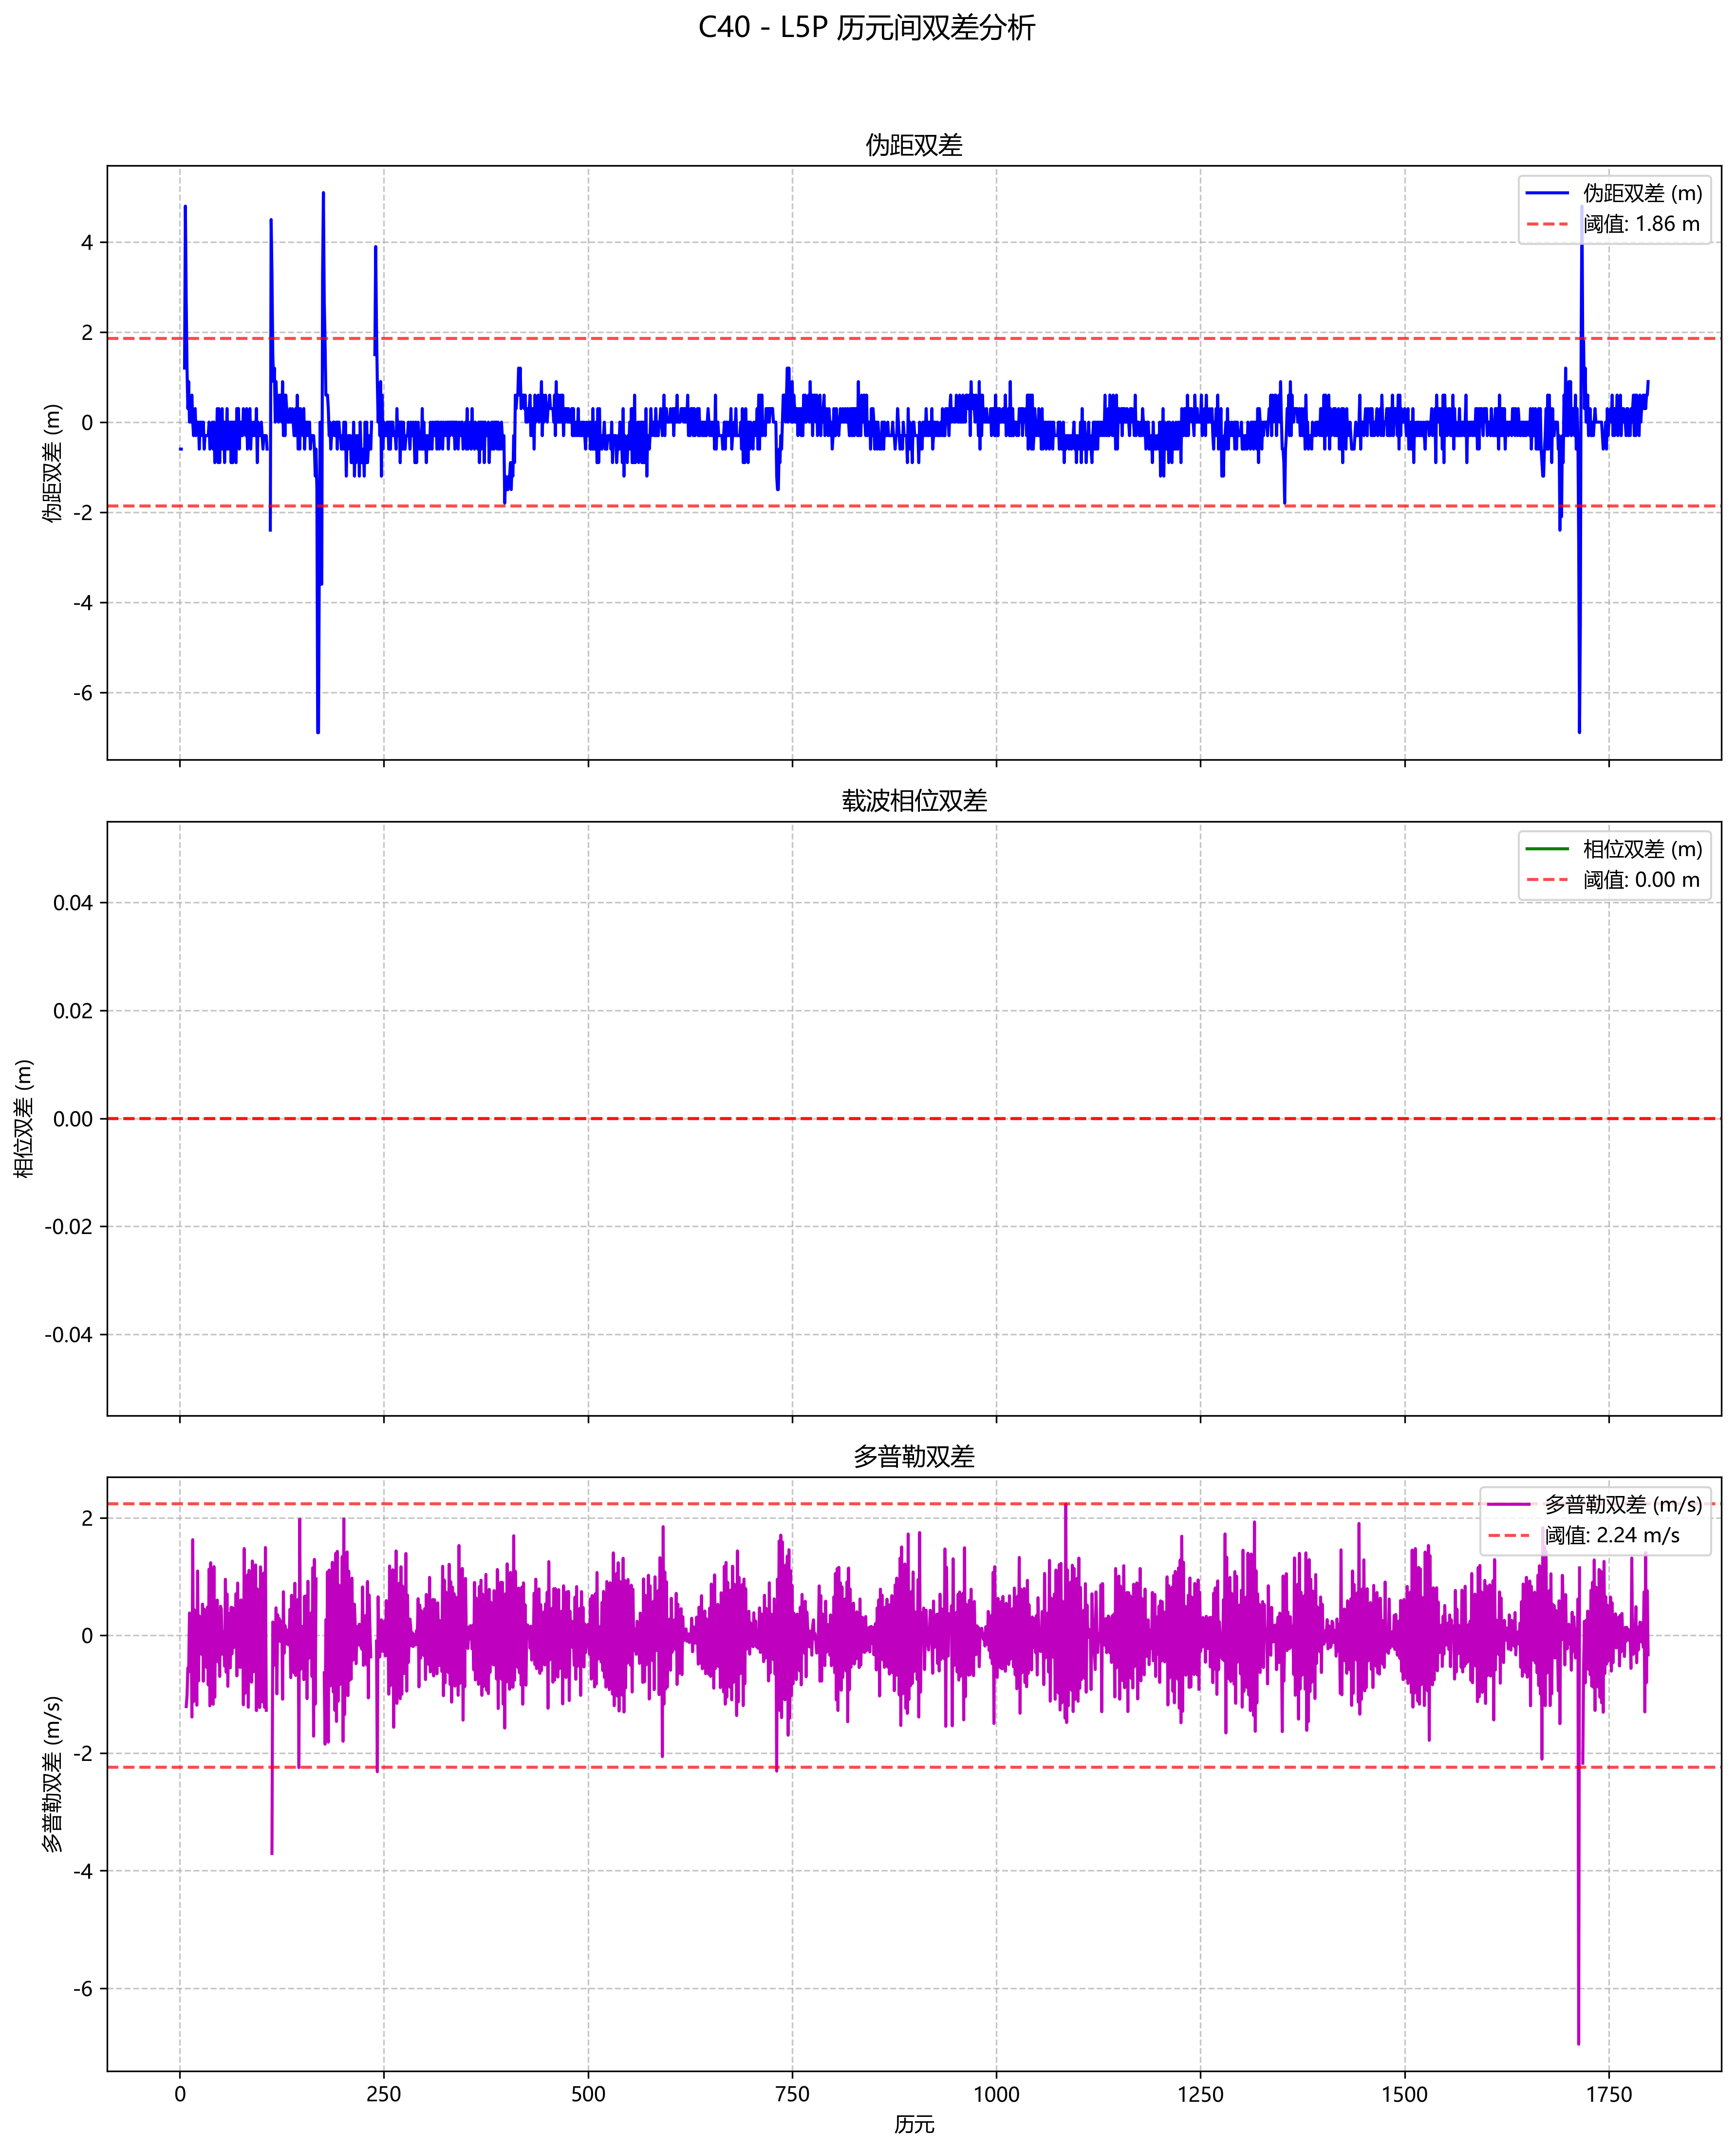 C40 - L5P 历元间双差分析
伪距双差
伪距双差 (m)
阈值: 1.86 m
4
2
0
-2
-4
-6
伪距双差 (m)
载波相位双差
相位双差 (m)
阈值: 0.00 m
0.04
0.02
0.00
-0.02
-0.04
相位双差 (m)
多普勒双差
多普勒双差 (m/s)
阈值: 2.24 m/s
2
0
-2
-4
-6
多普勒双差 (m/s)
0 250 500 750 1000 1250 1500 1750
历元